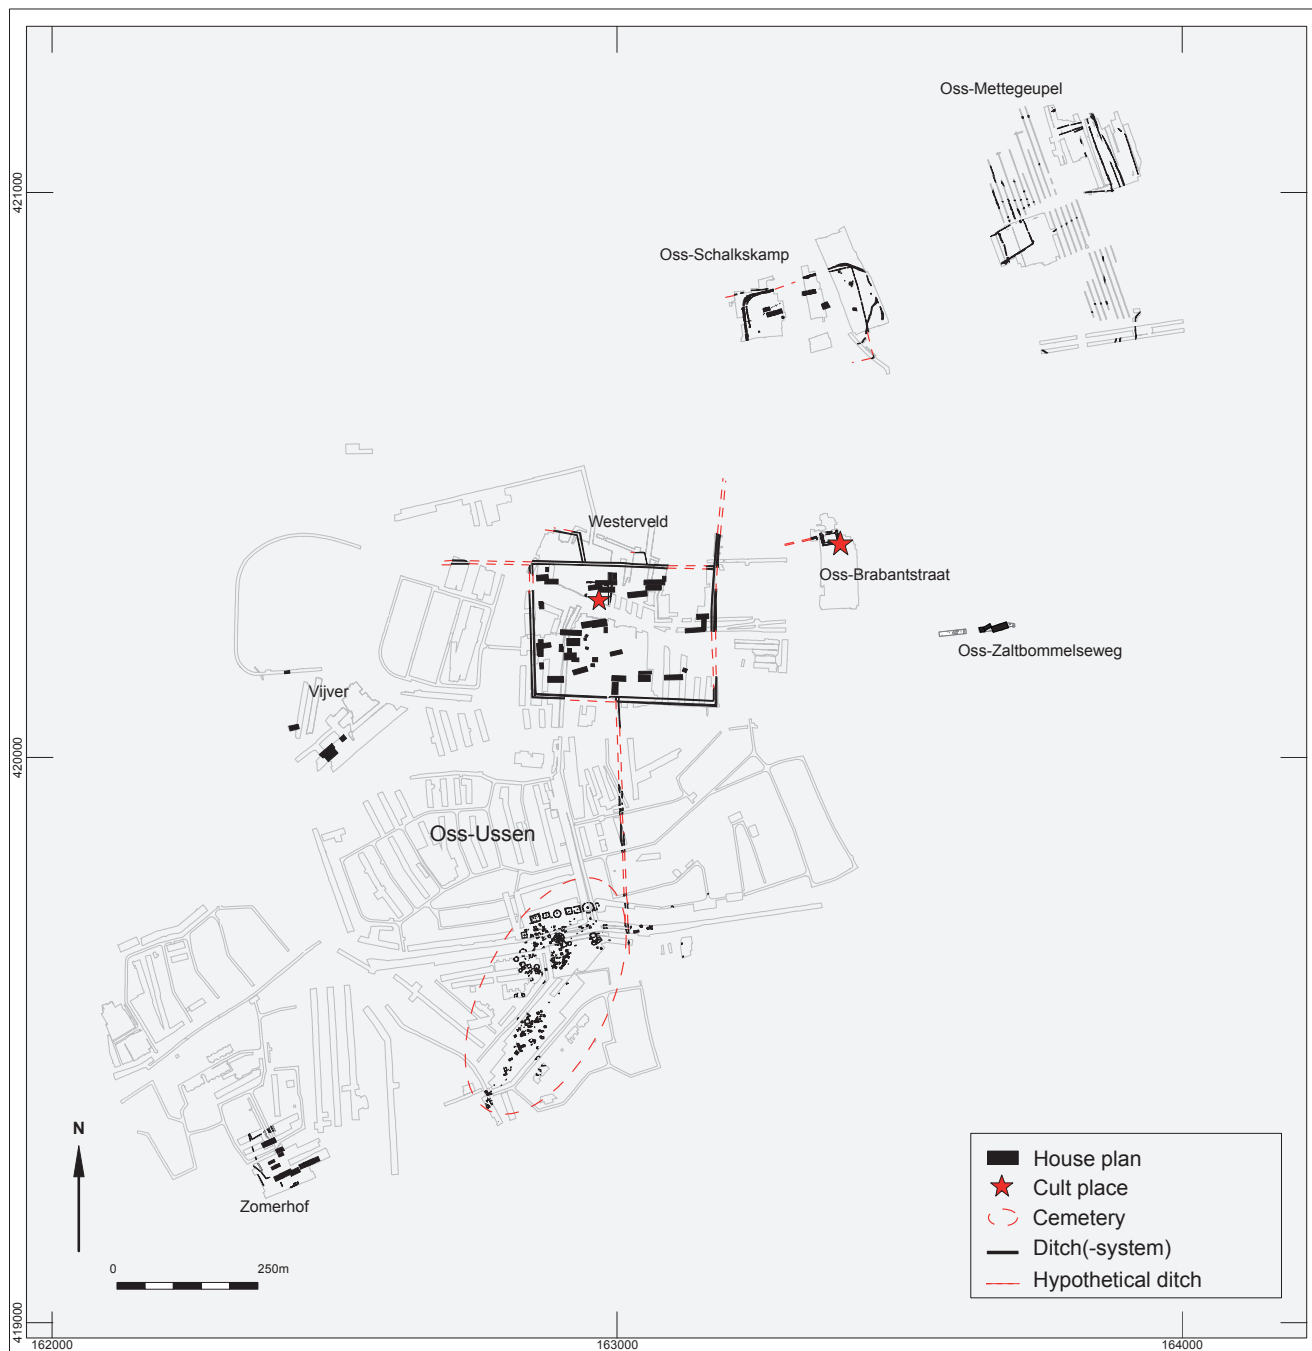 Oss-Mettegeupel
421000
Oss-Schalkskamp
Westerveld
Oss-Brabantstraat
Oss-Zaltbommelseweg
Vijver
420000
Oss-Ussen
N
Zomerhof
0 250m
House plan
Cult place
Cemetery
Ditch(-system)
Hypothetical ditch
419000
162000 163000 164000